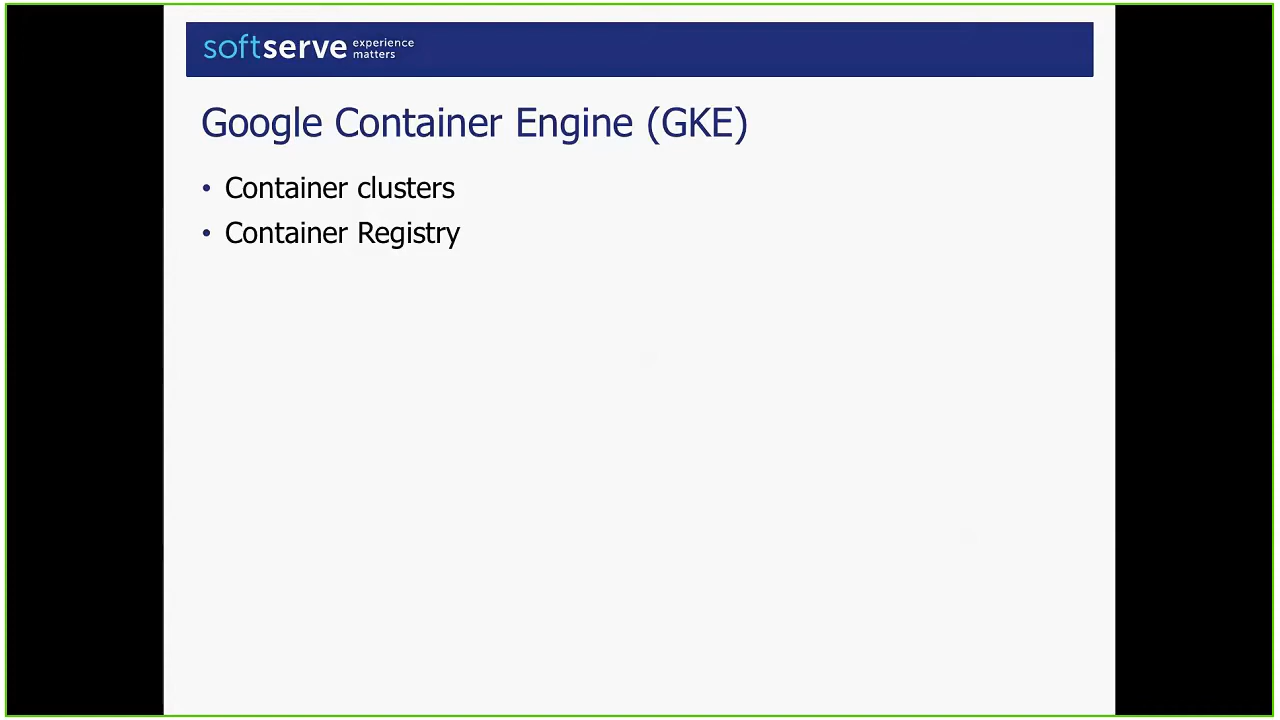 softserve experience matters
Google Container Engine (GKE)
• Container clusters
• Container Registry